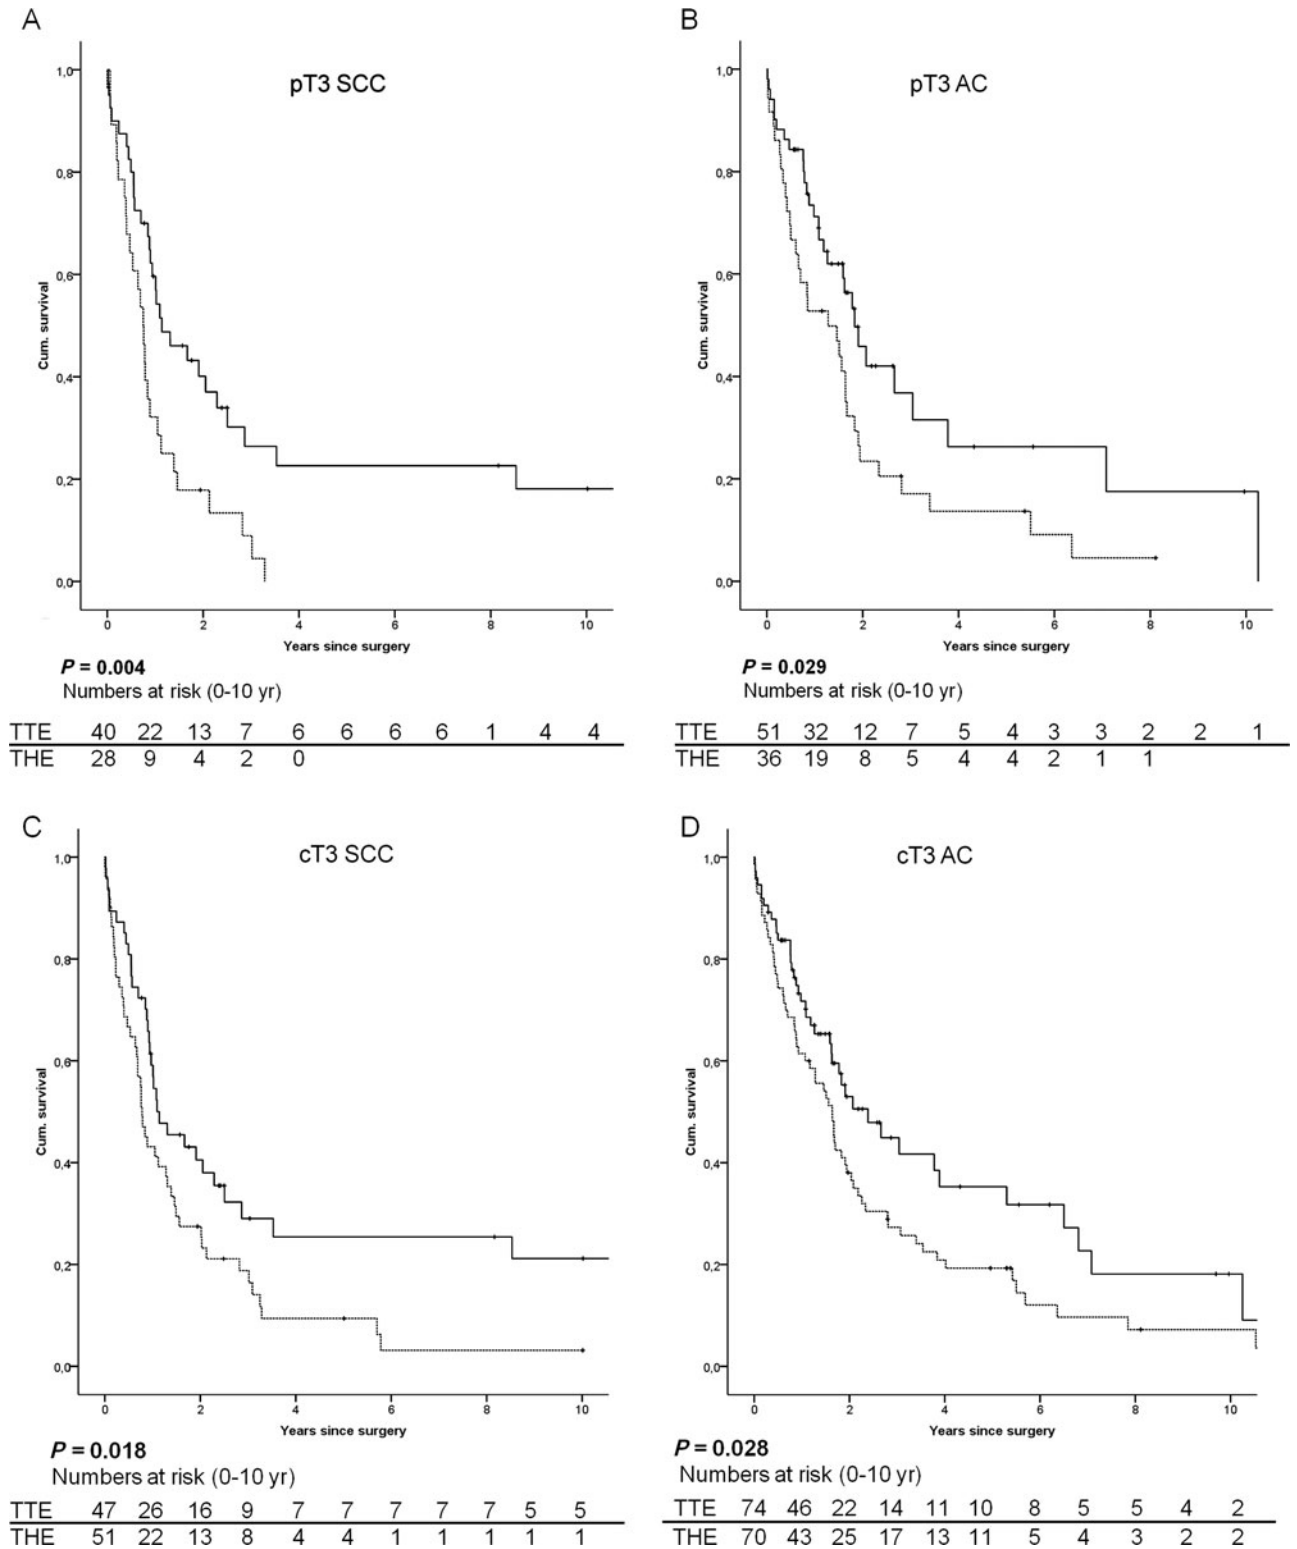 A
pT3 SCC
1,0
0,8
0,6
0,4
0,2
0,0
Cum. survival
0 2 4 6 8 10
Years since surgery
P = 0.004
Numbers at risk (0-10 yr)
TTE 40 22 13 7 6 6 6 6 1 4 4
THE 28 9 4 2 0
B
pT3 AC
1,0
0,8
0,6
0,4
0,2
0,0
Cum. survival
0 2 4 6 8 10
Years since surgery
P = 0.029
Numbers at risk (0-10 yr)
TTE 51 32 12 7 5 4 3 3 2 2 1
THE 36 19 8 5 4 4 2 1 1
C
cT3 SCC
1,0
0,8
0,6
0,4
0,2
0,0
Cum. survival
0 2 4 6 8 10
Years since surgery
P = 0.018
Numbers at risk (0-10 yr)
TTE 47 26 16 9 7 7 7 7 7 5 5
THE 51 22 13 8 4 4 1 1 1 1 1
D
cT3 AC
1,0
0,8
0,6
0,4
0,2
0,0
Cum. survival
0 2 4 6 8 10
Years since surgery
P = 0.028
Numbers at risk (0-10 yr)
TTE 74 46 22 14 11 10 8 5 5 4 2
THE 70 43 25 17 13 11 5 4 3 2 2